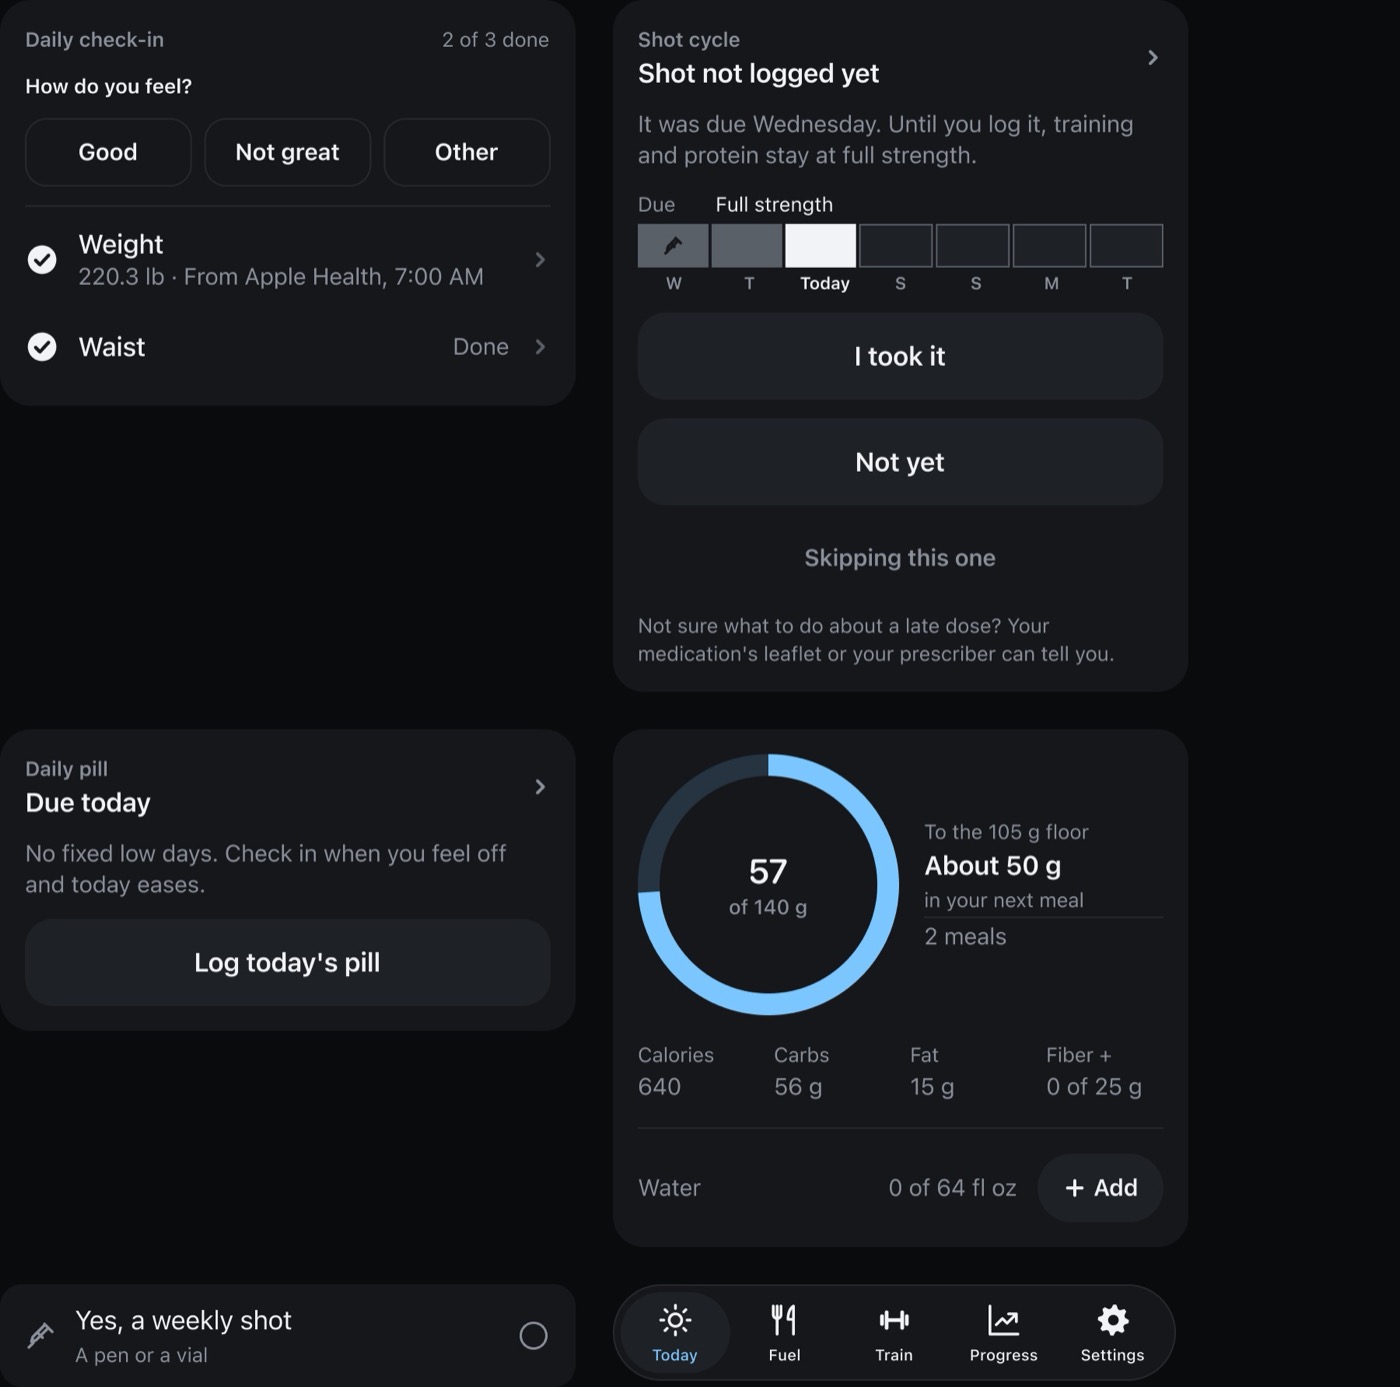 Daily check-in
2 of 3 done
How do you feel?
Good
Not great
Other
Weight
220.3 lb · From Apple Health, 7:00 AM
Waist
Done
Shot cycle
Shot not logged yet
It was due Wednesday. Until you log it, training
and protein stay at full strength.
Due
Full strength
W
T
Today
S
S
M
T
I took it
Not yet
Skipping this one
Not sure what to do about a late dose? Your
medication's leaflet or your prescriber can tell you.
Daily pill
Due today
No fixed low days. Check in when you feel off
and today eases.
Log today's pill
57
of 140 g
To the 105 g floor
About 50 g
in your next meal
2 meals
Calories
Carbs
Fat
Fiber +
640
56 g
15 g
0 of 25 g
Water
0 of 64 fl oz
+ Add
Yes, a weekly shot
A pen or a vial
Today
Fuel
Train
Progress
Settings